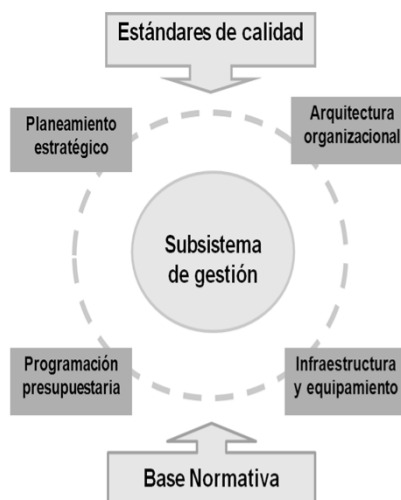 Estándares de calidad
Planeamiento
estratégico
Arquitectura
organizacional
Subsistema
de gestión
Programación
presupuestaria
Infraestructura
y equipamiento
Base Normativa